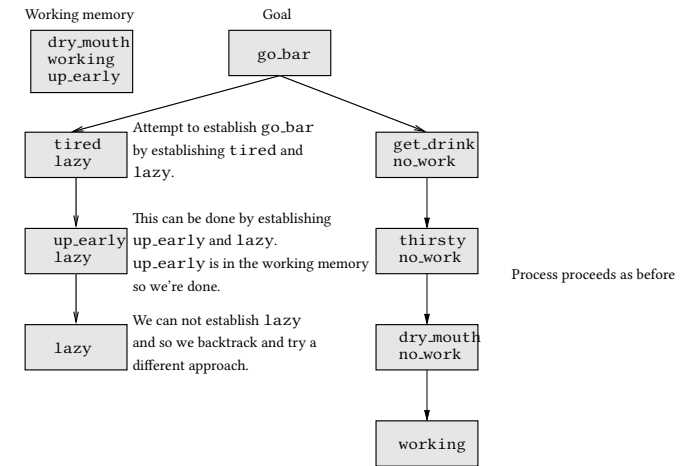 Working memory
Goal
dry_mouth
working
up_early
go_bar
tired
lazy
Attempt to establish go_bar
by establishing tired and
lazy.
get_drink
no_work
up_early
lazy
This can be done by establishing
up_early and lazy.
up_early is in the working memory
so we're done.
thirsty
no_work
Process proceeds as before
lazy
We can not establish lazy
and so we backtrack and try a
different approach.
dry_mouth
no_work
working